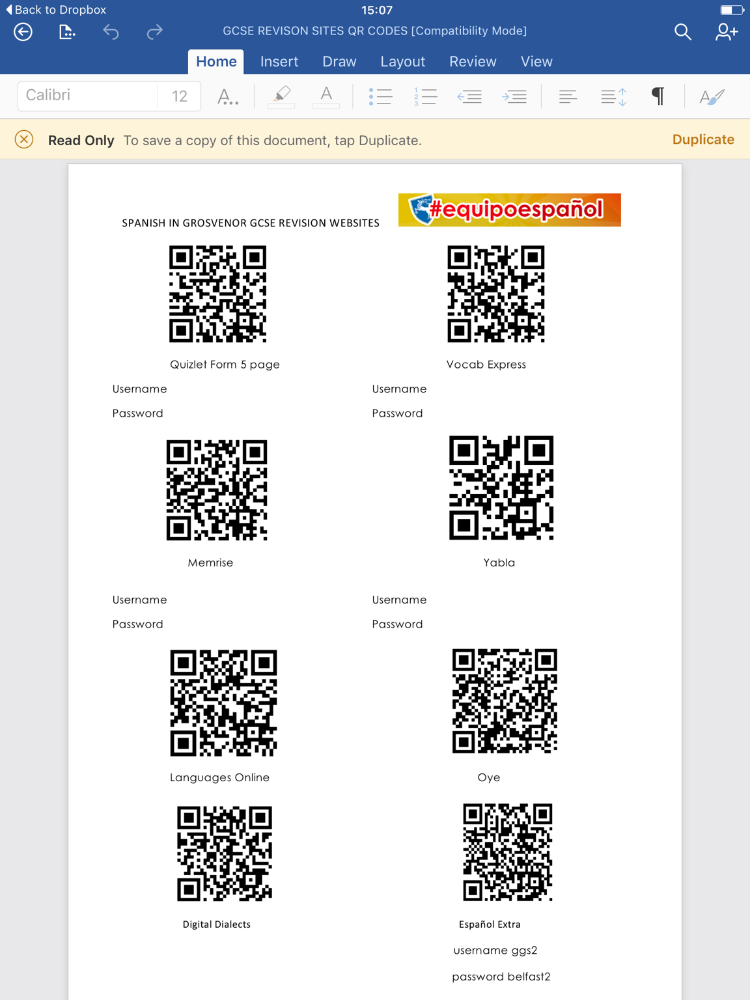 Back to Dropbox
15:07
GCSE REVISON SITES QR CODES [Compatibility Mode]
Home Insert Draw Layout Review View
Calibri 12 A...
Read Only To save a copy of this document, tap Duplicate. Duplicate
#equipoespañol
SPANISH IN GROSVENOR GCSE REVISION WEBSITES
Quizlet Form 5 page Vocab Express
Username Username
Password Password
Memrise Yabla
Username Username
Password Password
Languages Online Oye
Digital Dialects Español Extra
username ggs2
password belfast2